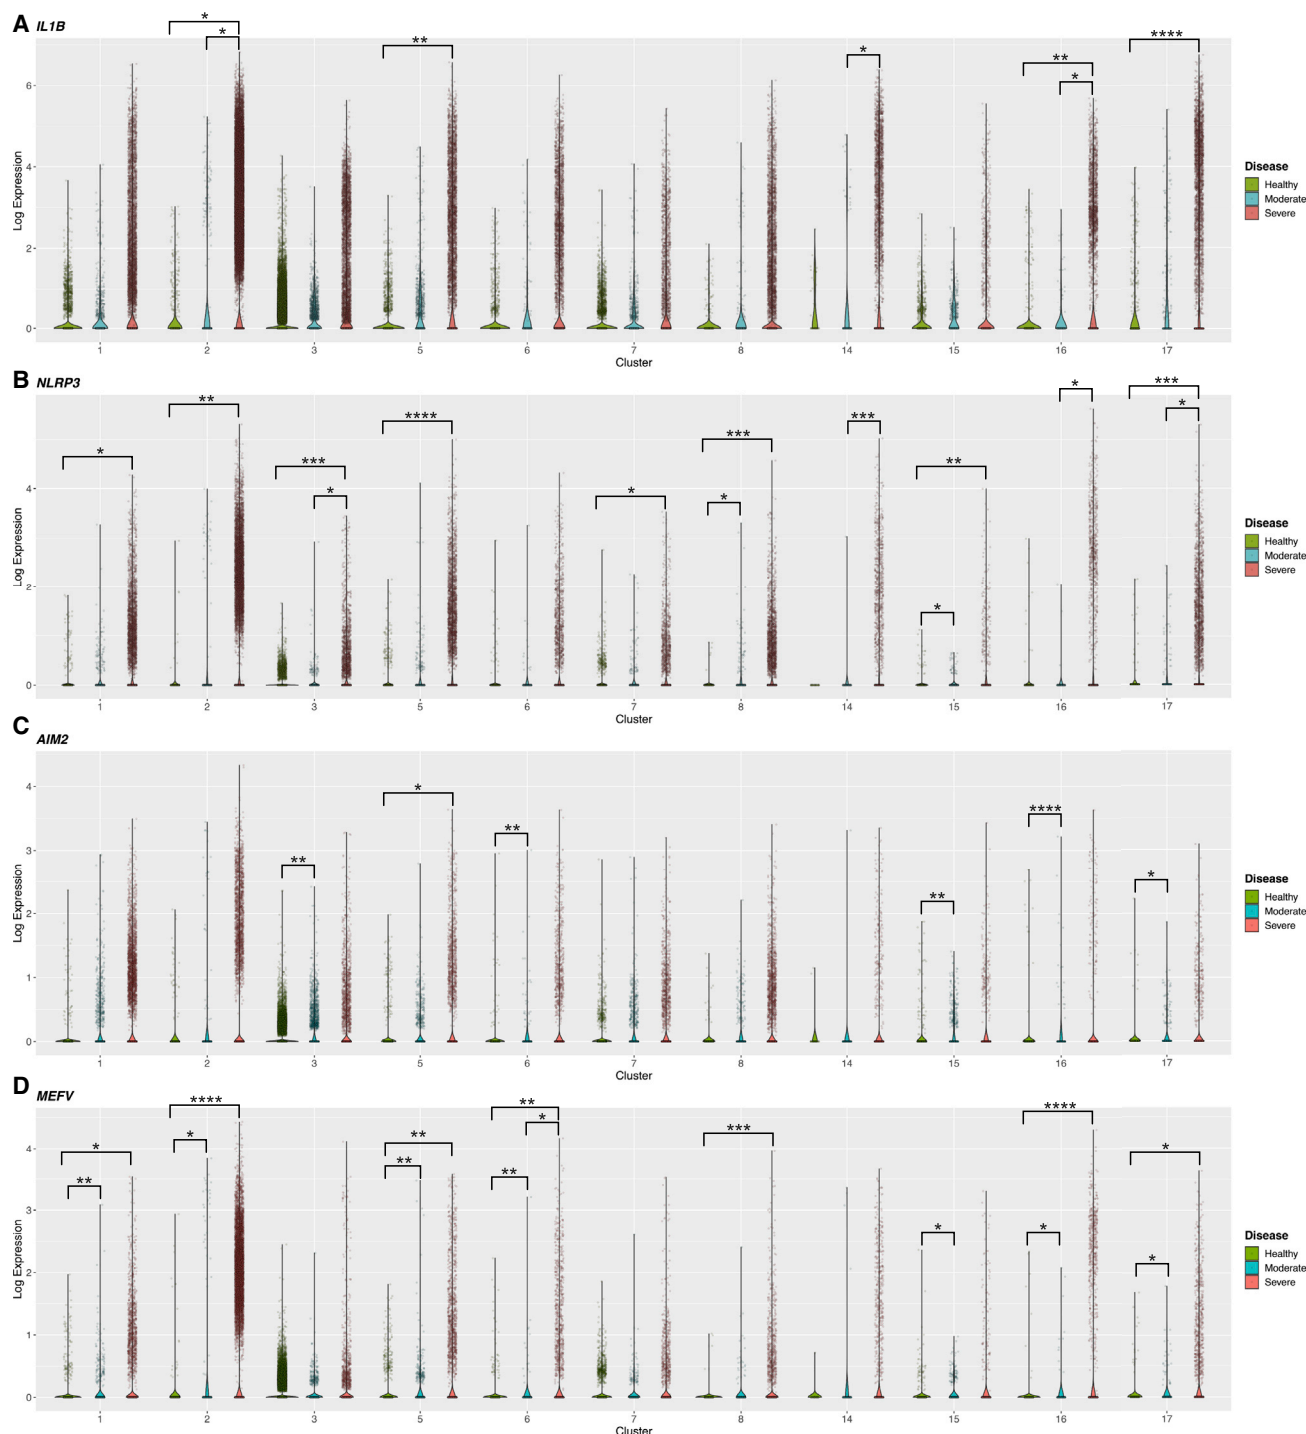 A IL1B
* * ** * ** * ****
6
4
2
0
Log Expression
1 2 3 5 6 7 8 14 15 16 17
Cluster
Disease
Healthy
Moderate
Severe
B NLRP3
* ** *** * **** * *** * *** ** * * *** *
4
2
0
Log Expression
1 2 3 5 6 7 8 14 15 16 17
Cluster
Disease
Healthy
Moderate
Severe
C AIM2
** * ** ** **** *
4
3
2
1
0
Log Expression
1 2 3 5 6 7 8 14 15 16 17
Cluster
Disease
Healthy
Moderate
Severe
D MEFV
* ** **** * ** ** ** * ** *** * **** * * *
4
3
2
1
0
Log Expression
1 2 3 5 6 7 8 14 15 16 17
Cluster
Disease
Healthy
Moderate
Severe